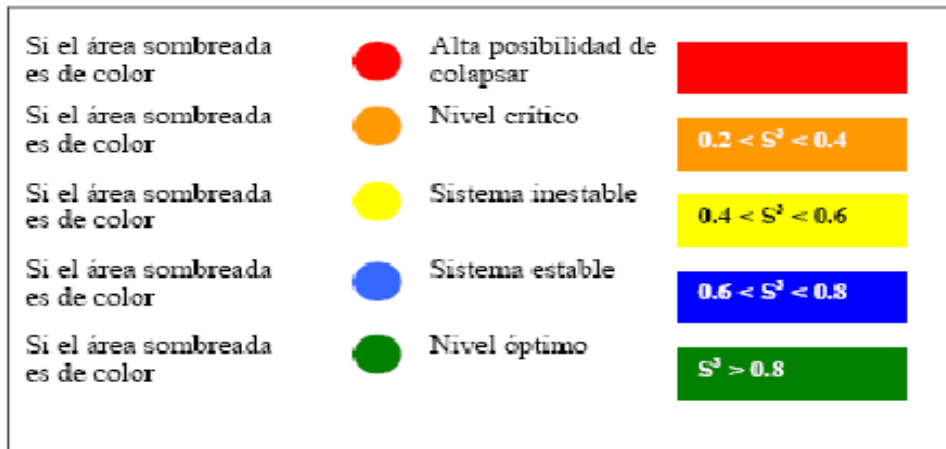 Si el área sombreada
es de color
Alta posibilidad de
colapsar
Si el área sombreada
es de color
Nivel crítico
0.2 < S³ < 0.4
Si el área sombreada
es de color
Sistema inestable
0.4 < S³ < 0.6
Si el área sombreada
es de color
Sistema estable
0.6 < S³ < 0.8
Si el área sombreada
es de color
Nivel óptimo
S³ > 0.8